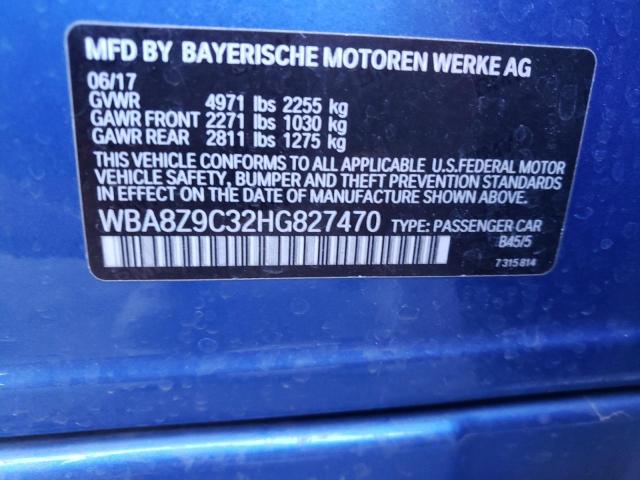 MFD BY BAYERISCHE MOTOREN WERKE AG
06/17
GVWR 4971 lbs 2255 kg
GAWR FRONT 2271 lbs 1030 kg
GAWR REAR 2811 lbs 1275 kg
THIS VEHICLE CONFORMS TO ALL APPLICABLE U.S.FEDERAL MOTOR
VEHICLE SAFETY, BUMPER AND THEFT PREVENTION STANDARDS
IN EFFECT ON THE DATE OF MANUFACTURE SHOWN ABOVE.
WBA8Z9C32HG827470 TYPE: PASSENGER CAR
B45/5
7 315 814